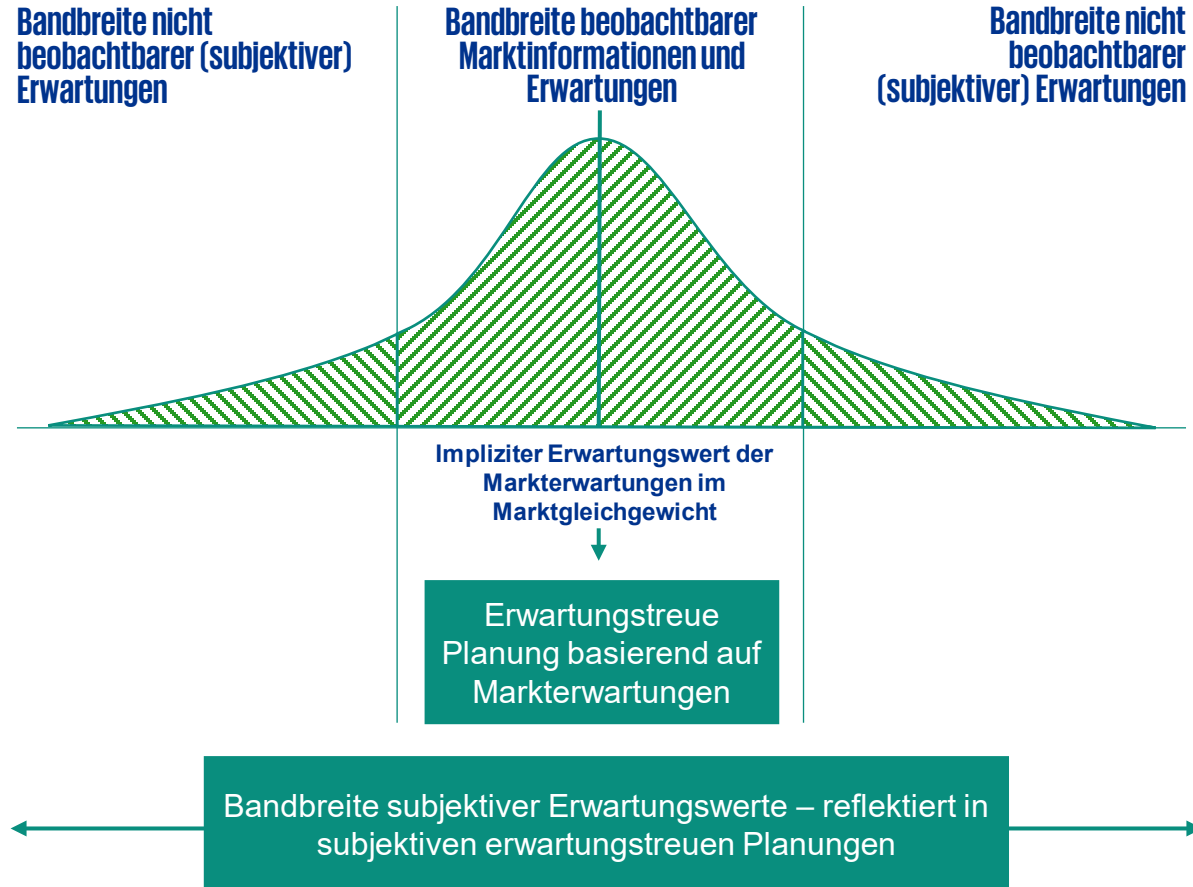 Bandbreite nicht
beobachtbarer (subjektiver)
Erwartungen
Bandbreite beobachtbarer
Marktinformationen und
Erwartungen
Bandbreite nicht
beobachtbarer
(subjektiver) Erwartungen
Impliziter Erwartungswert der
Markterwartungen im
Marktgleichgewicht
Erwartungstreue
Planung basierend auf
Markterwartungen
Bandbreite subjektiver Erwartungswerte – reflektiert in
subjektiven erwartungstreuen Planungen